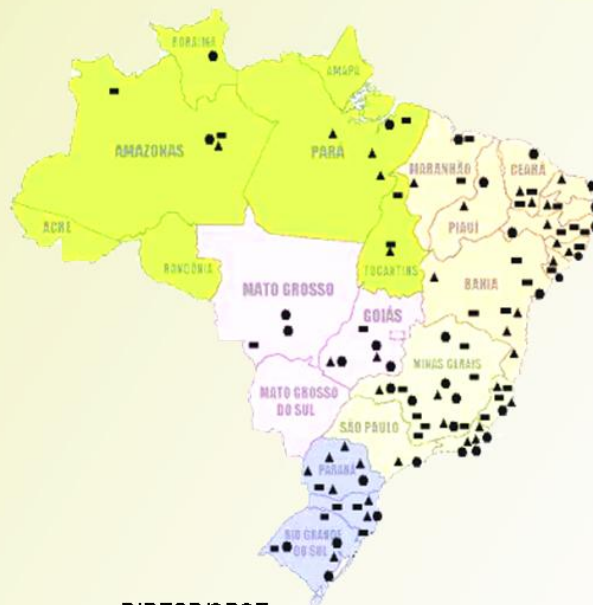 RORAIMA
AMAPÁ
AMAZONAS
PARÁ
MARANHÃO
CEARÁ
PIAUÍ
ACRE
RONDÔNIA
TOCANTINS
BAHIA
MATO GROSSO
GOIÁS
MINAS GERAIS
MATO GROSSO
DO SUL
SÃO PAULO
PARANÁ
RIO GRANDE
DO SUL